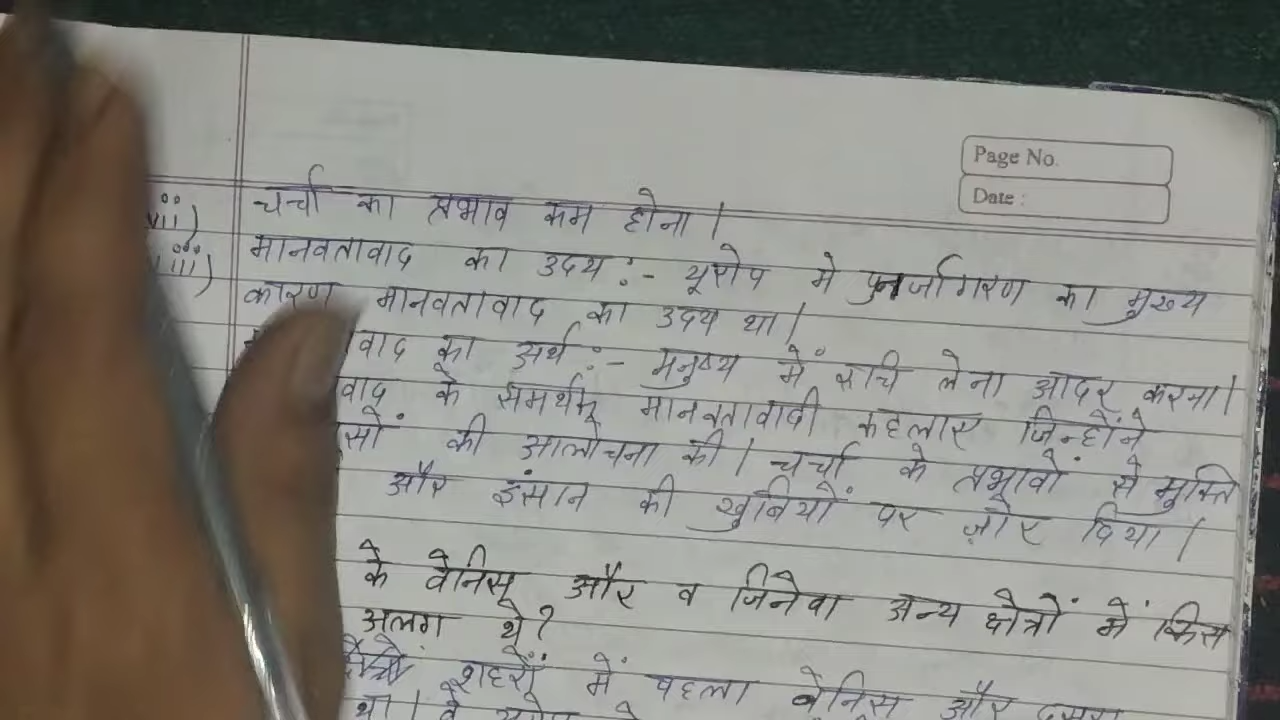 Page No.
Date :
vii) चर्चा का प्रभाव कम होना।
viii) मानवतावाद का उदय :- यूरोप मे पुनर्जागरण का मुख्य
कारण मानवतावाद का उदय था।
वाद का अर्थ :- मनुष्य में रूचि लेना आदर करना।
वाद के समर्थक मानवतावादी कहलाए जिन्होंने
की आलोचना की। चर्चा के प्रभावो से मुक्ति
और इंसान की खुबियों पर ज़ोर दिया।
के वेनिस और व जिनेवा अन्य क्षेत्रों में किस
अलग थे?
शहरों में पहला वेनिस और दूसरा
था। वे